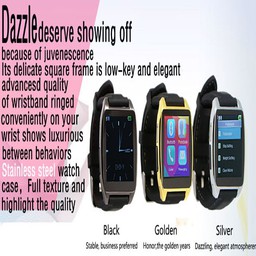 Dazzle deserve showing off
because of juvenescence
Its delicate square frame is low-key and elegant
advancesd quality
of wristband ringed
conveniently on your
wrist shows luxurious
between behaviors
Stainless steel watch
case, Full texture and
highlight the quality
Black
Golden
Silver
Stable, business preferred
Honor,the golden years
Dazzling, elegant atmospheren